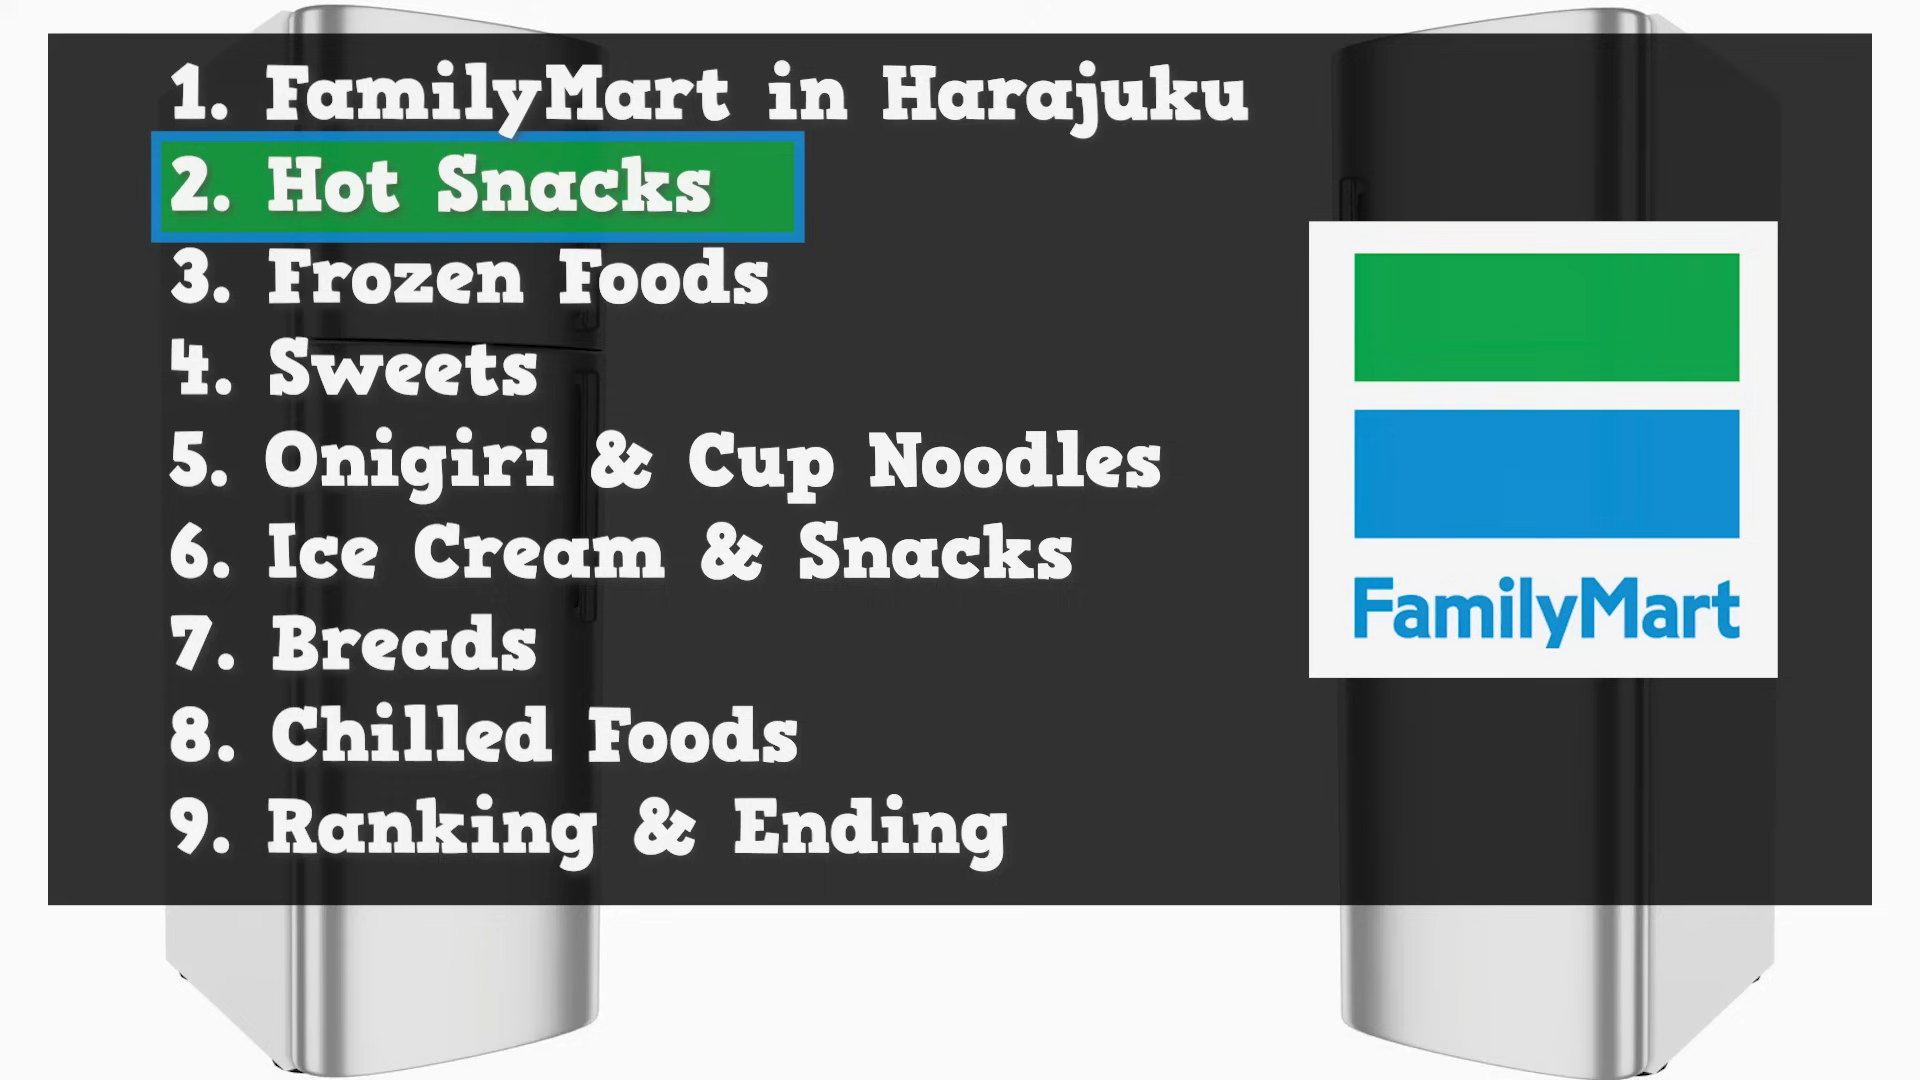 1. FamilyMart in Harajuku
2. Hot Snacks
3. Frozen Foods
4. Sweets
5. Onigiri & Cup Noodles
6. Ice Cream & Snacks
7. Breads
8. Chilled Foods
9. Ranking & Ending
FamilyMart